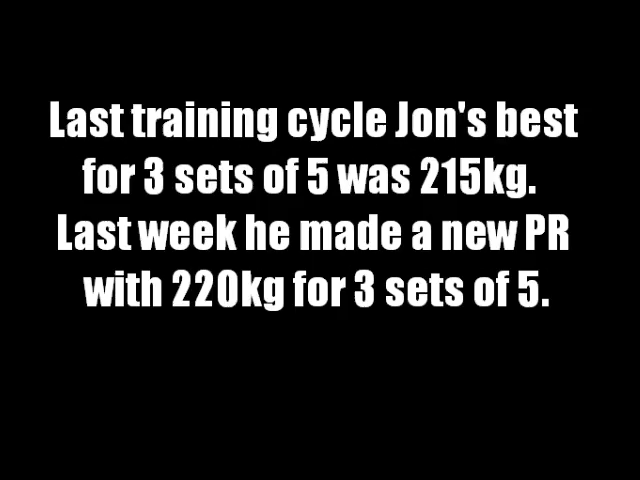 Last training cycle Jon's best
for 3 sets of 5 was 215kg.
Last week he made a new PR
with 220kg for 3 sets of 5.